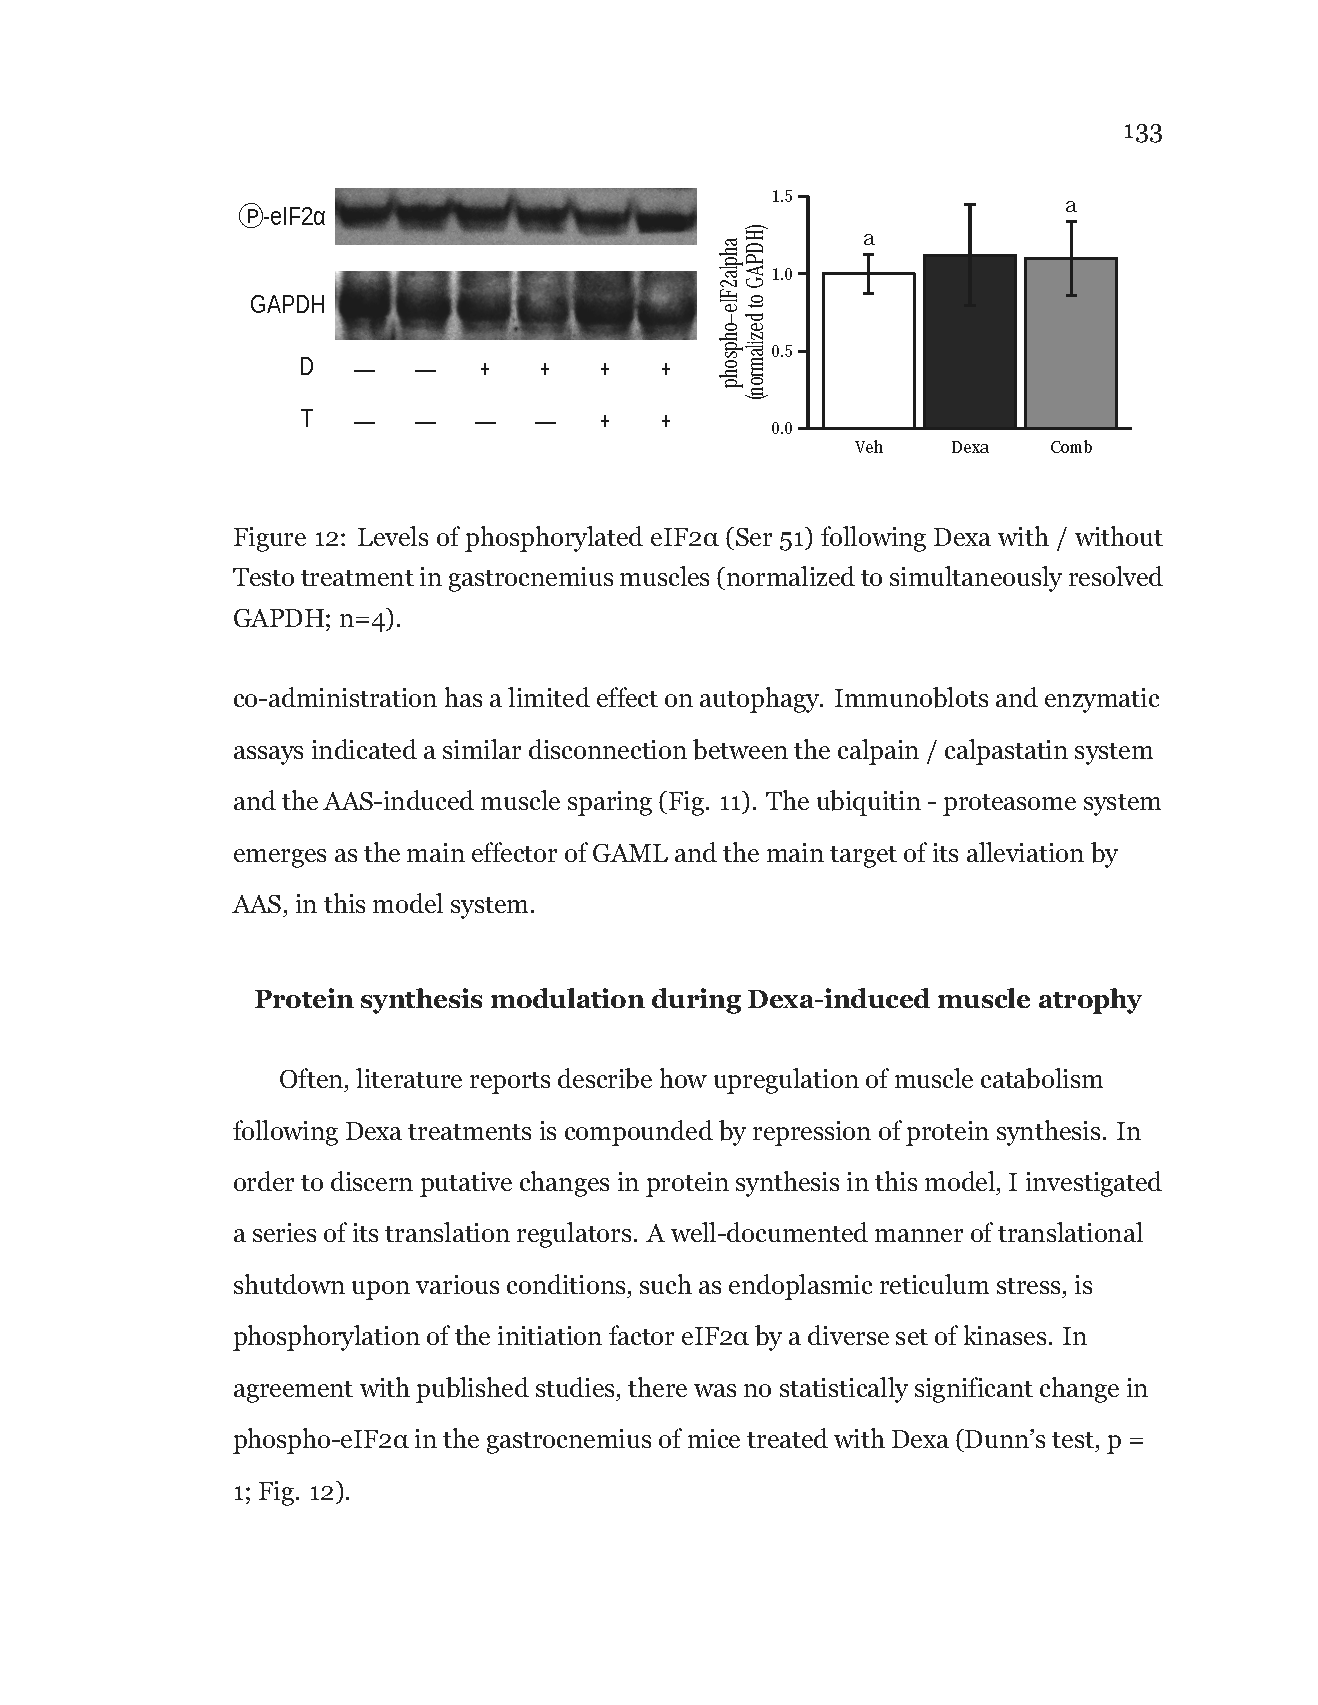 133
Ⓟ-eIF2α
GAPDH
D — — + + + +
T — — — — + +
phospho-eIF2alpha
(normalized to GAPDH)
1.5
1.0
0.5
0.0
a
a
Veh Dexa Comb
Figure 12: Levels of phosphorylated eIF2α (Ser 51) following Dexa with / without
Testo treatment in gastrocnemius muscles (normalized to simultaneously resolved
GAPDH; n=4).
co-administration has a limited effect on autophagy. Immunoblots and enzymatic
assays indicated a similar disconnection between the calpain / calpastatin system
and the AAS-induced muscle sparing (Fig. 11). The ubiquitin - proteasome system
emerges as the main effector of GAML and the main target of its alleviation by
AAS, in this model system.
Protein synthesis modulation during Dexa-induced muscle atrophy
Often, literature reports describe how upregulation of muscle catabolism
following Dexa treatments is compounded by repression of protein synthesis. In
order to discern putative changes in protein synthesis in this model, I investigated
a series of its translation regulators. A well-documented manner of translational
shutdown upon various conditions, such as endoplasmic reticulum stress, is
phosphorylation of the initiation factor eIF2α by a diverse set of kinases. In
agreement with published studies, there was no statistically significant change in
phospho-eIF2α in the gastrocnemius of mice treated with Dexa (Dunn's test, p =
1; Fig. 12).